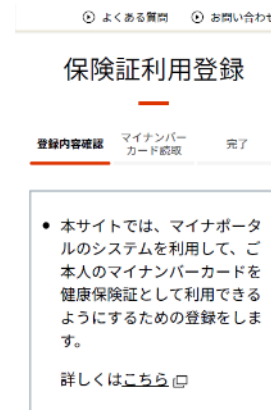 よくある質問 お問い合わせ
保険証利用登録
登録内容確認 マイナンバー
カード読取 完了
本サイトでは、マイナポータ
ルのシステムを利用して、ご
本人のマイナンバーカードを
健康保険証として利用できる
ようにするための登録をしま
す。
詳しくはこちら